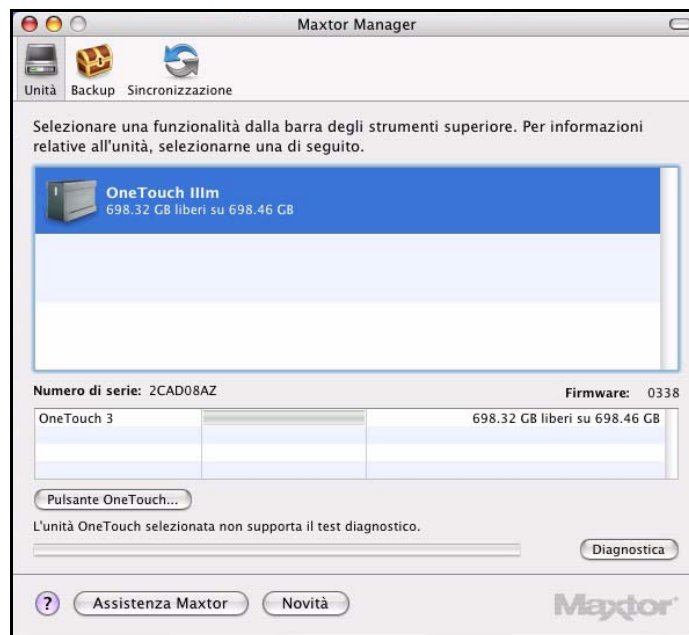 Maxtor Manager
Unità Backup Sincronizzazione
Selezionare una funzionalità dalla barra degli strumenti superiore. Per informazioni
relative all'unità, selezionarne una di seguito.
OneTouch IIIm
698.32 GB liberi su 698.46 GB
Numero di serie: 2CAD08AZ Firmware: 0338
OneTouch 3 698.32 GB liberi su 698.46 GB
Pulsante OneTouch...
L'unità OneTouch selezionata non supporta il test diagnostico.
Diagnostica
? Assistenza Maxtor Novità Maxtor